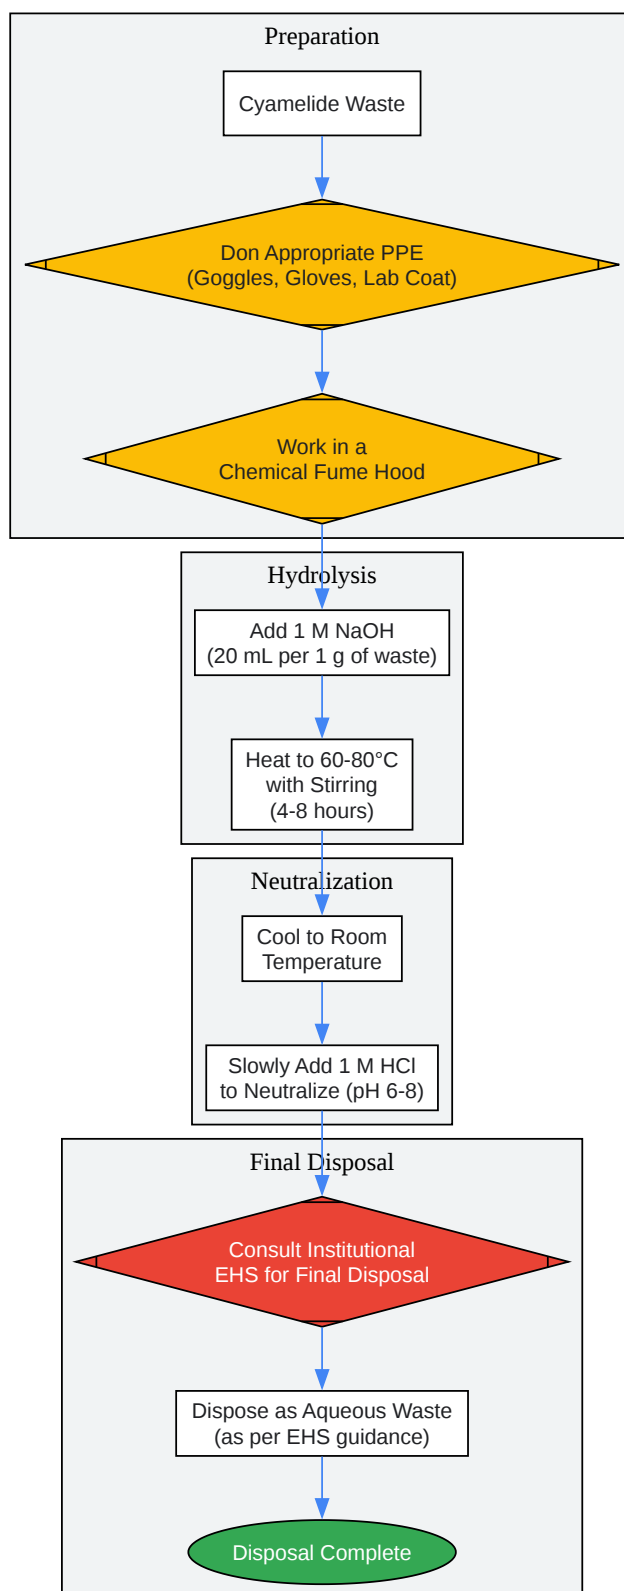 Preparation
Cyamelide Waste
Don Appropriate PPE
(Goggles, Gloves, Lab Coat)
Work in a
Chemical Fume Hood
Hydrolysis
Add 1 M NaOH
(20 mL per 1 g of waste)
Heat to 60-80°C
with Stirring
(4-8 hours)
Neutralization
Cool to Room
Temperature
Slowly Add 1 M HCl
to Neutralize (pH 6-8)
Final Disposal
Consult Institutional
EHS for Final Disposal
Dispose as Aqueous Waste
(as per EHS guidance)
Disposal Complete